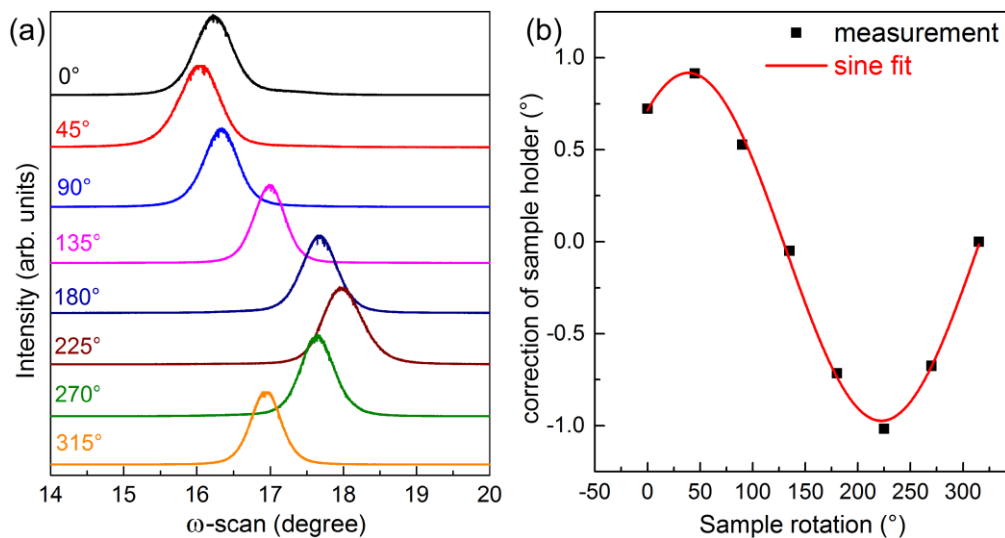 (a)
0°
45°
90°
135°
180°
225°
270°
315°
Intensity (arb. units)
14 15 16 17 18 19 20
ω-scan (degree)
(b)
measurement
sine fit
1.0
0.5
0.0
-0.5
-1.0
correction of sample holder (°)
-50 0 50 100 150 200 250 300
Sample rotation (°)